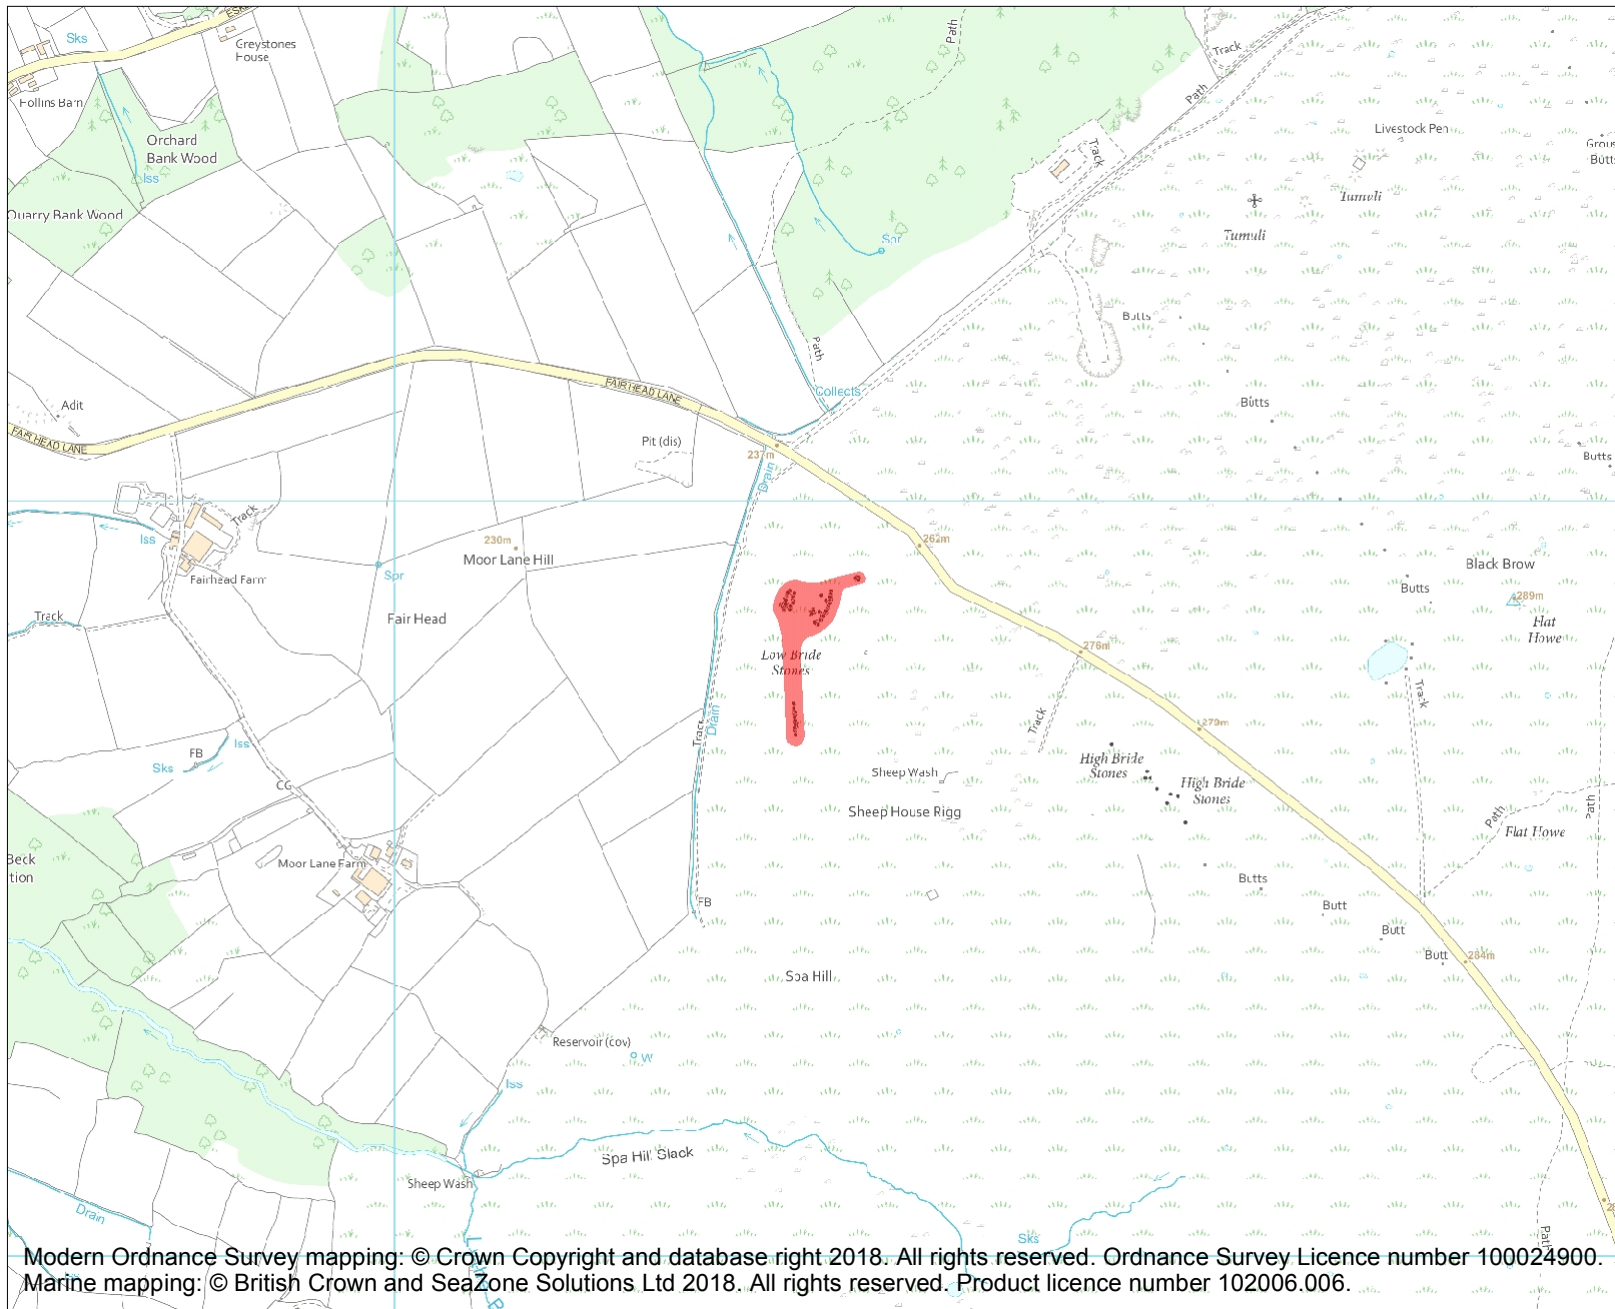 Sks
Greystones
House
Hollins Barn
Orchard
Bank Wood
Iss
Quarry Bank Wood
Path
Track
Path
Track
Livestock Pen
Tumuli
Tumuli
Spr
Butts
Path
Collects
Butts
Butts
FAIR HEAD LANE
Adit
FAIR HEAD LANE
Pit (dis)
237m
Drain
Track
Iss
Fairhead Farm
230m
Moor Lane Hill
Spr
Fair Head
Track
262m
Black Brow
Butts
289m
Flat
Howe
Low Bride
Stones
276m
Track
Track
Drain
Track
279m
FB
Iss
Sks
CG
High Bride
Stones
High Bride
Stones
Sheep Wash
Sheep House Rigg
Path
Path
Flat Howe
Beck
Moor Lane Farm
FB
Butts
Butt
Butt
Butt
284m
Spa Hill
Reservoir (cov)
W
Iss
Spa Hill Slack
Sheep Wash
Drain
Sks
Path
Modern Ordnance Survey mapping: © Crown Copyright and database right 2018. All rights reserved. Ordnance Survey Licence number 100024900.
Marine mapping: © British Crown and SeaZone Solutions Ltd 2018. All rights reserved. Product licence number 102006.006.